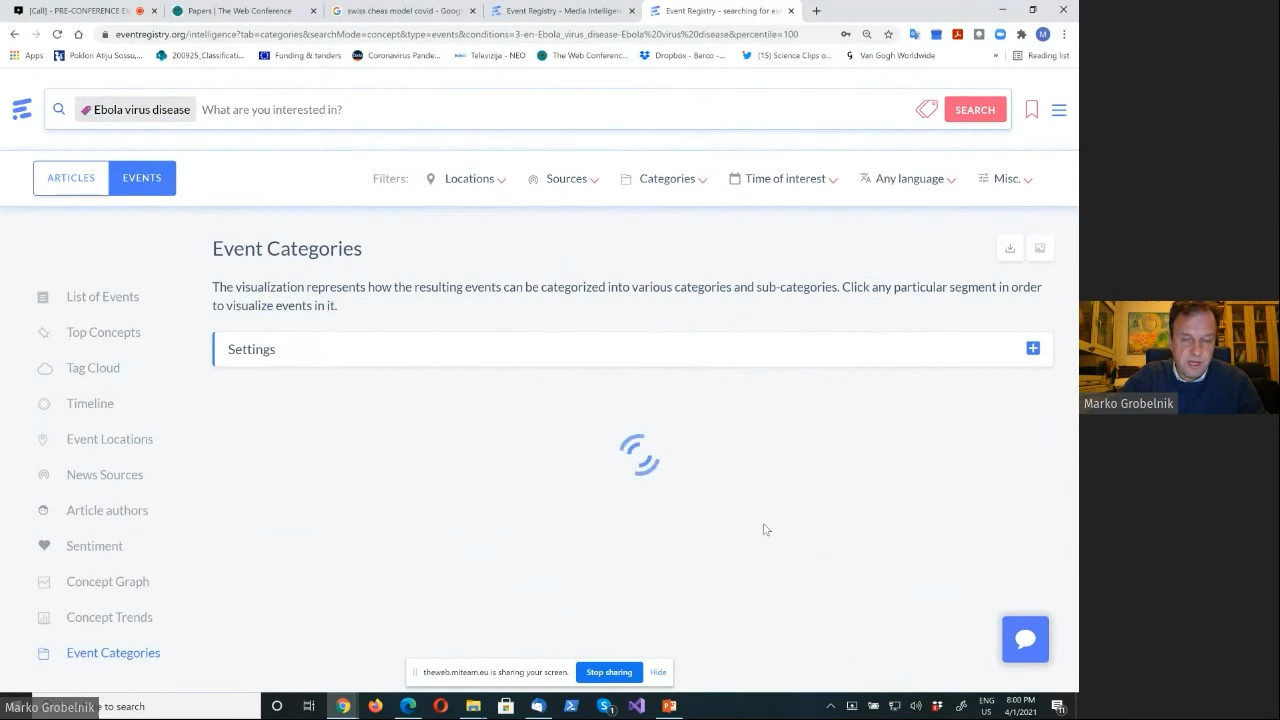 [Call] - PRE-CONFERENCE E
Papers | The Web Conference
swiss cheas model covid - Goog
Event Registry - Media Intelligen
Event Registry - searching for eve
eventregistry.org/intelligence?tab=categories&searchMode=concept&type=events&conditions=3-en-Ebola_virus_disease-Ebola%20virus%20disease&percentile=100
M
Apps
Poklon Atiju Sossu,...
200925_Classificati...
Funding & tenders
Coronavirus Pande...
Televizija - NEO
The Web Conferenc...
Dropbox - Berco -...
(15) Science Clips o...
Van Gogh Worldwide
»
Reading list
Ebola virus disease
What are you interested in?
SEARCH
ARTICLES
EVENTS
Filters:
Locations
Sources
Categories
Time of interest
Any language
Misc.
Event Categories
The visualization represents how the resulting events can be categorized into various categories and sub-categories. Click any particular segment in order
to visualize events in it.
Settings
List of Events
Top Concepts
Tag Cloud
Timeline
Event Locations
News Sources
Article authors
Sentiment
Concept Graph
Concept Trends
Event Categories
Marko Grobelnik
theweb.miteam.eu is sharing your screen.
Stop sharing
Hide
Marko Grobelnik
e to search
ENG
US
8:00 PM
4/1/2021